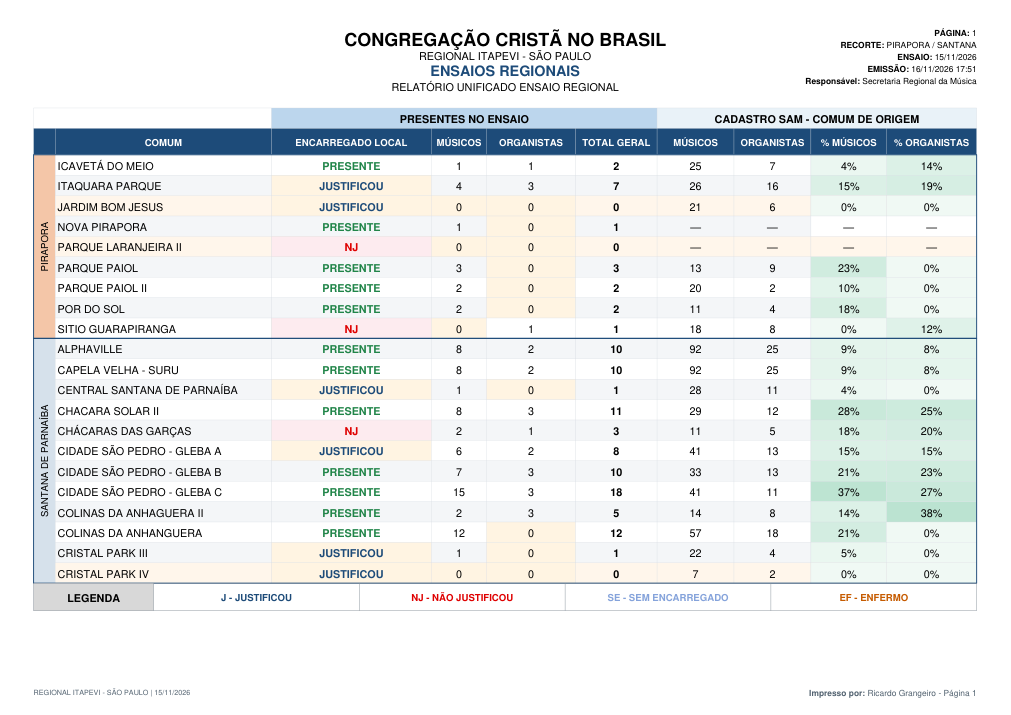 CONGREGAÇÃO CRISTÃ NO BRASIL
REGIONAL ITAPEVI - SÃO PAULO
ENSAIOS REGIONAIS
RELATÓRIO UNIFICADO ENSAIO REGIONAL
PÁGINA: 1
RECORTE: PIRAPORA / SANTANA
ENSAIO: 15/11/2026
EMISSÃO: 16/11/2026 17:51
Responsável: Secretaria Regional da Música
PRESENTES NO ENSAIO CADASTRO SAM - COMUM DE ORIGEM
COMUM ENCARREGADO LOCAL MÚSICOS ORGANISTAS TOTAL GERAL MÚSICOS ORGANISTAS % MÚSICOS % ORGANISTAS
PIRAPORA
ICAVETÁ DO MEIO PRESENTE 1 1 2 25 7 4% 14%
ITAQUARA PARQUE JUSTIFICOU 4 3 7 26 16 15% 19%
JARDIM BOM JESUS JUSTIFICOU 0 0 0 21 6 0% 0%
NOVA PIRAPORA PRESENTE 1 0 1 — — — —
PARQUE LARANJEIRA II NJ 0 0 0 — — — —
PARQUE PAIOL PRESENTE 3 0 3 13 9 23% 0%
PARQUE PAIOL II PRESENTE 2 0 2 20 2 10% 0%
POR DO SOL PRESENTE 2 0 2 11 4 18% 0%
SITIO GUARAPIRANGA NJ 0 1 1 18 8 0% 12%
SANTANA DE PARNAÍBA
ALPHAVILLE PRESENTE 8 2 10 92 25 9% 8%
CAPELA VELHA - SURU PRESENTE 8 2 10 92 25 9% 8%
CENTRAL SANTANA DE PARNAÍBA JUSTIFICOU 1 0 1 28 11 4% 0%
CHACARA SOLAR II PRESENTE 8 3 11 29 12 28% 25%
CHÁCARAS DAS GARÇAS NJ 2 1 3 11 5 18% 20%
CIDADE SÃO PEDRO - GLEBA A JUSTIFICOU 6 2 8 41 13 15% 15%
CIDADE SÃO PEDRO - GLEBA B PRESENTE 7 3 10 33 13 21% 23%
CIDADE SÃO PEDRO - GLEBA C PRESENTE 15 3 18 41 11 37% 27%
COLINAS DA ANHAGUERA II PRESENTE 2 3 5 14 8 14% 38%
COLINAS DA ANHANGUERA PRESENTE 12 0 12 57 18 21% 0%
CRISTAL PARK III JUSTIFICOU 1 0 1 22 4 5% 0%
CRISTAL PARK IV JUSTIFICOU 0 0 0 7 2 0% 0%
LEGENDA J - JUSTIFICOU NJ - NÃO JUSTIFICOU SE - SEM ENCARREGADO EF - ENFERMO
REGIONAL ITAPEVI - SÃO PAULO | 15/11/2026
Impresso por: Ricardo Grangeiro - Página 1